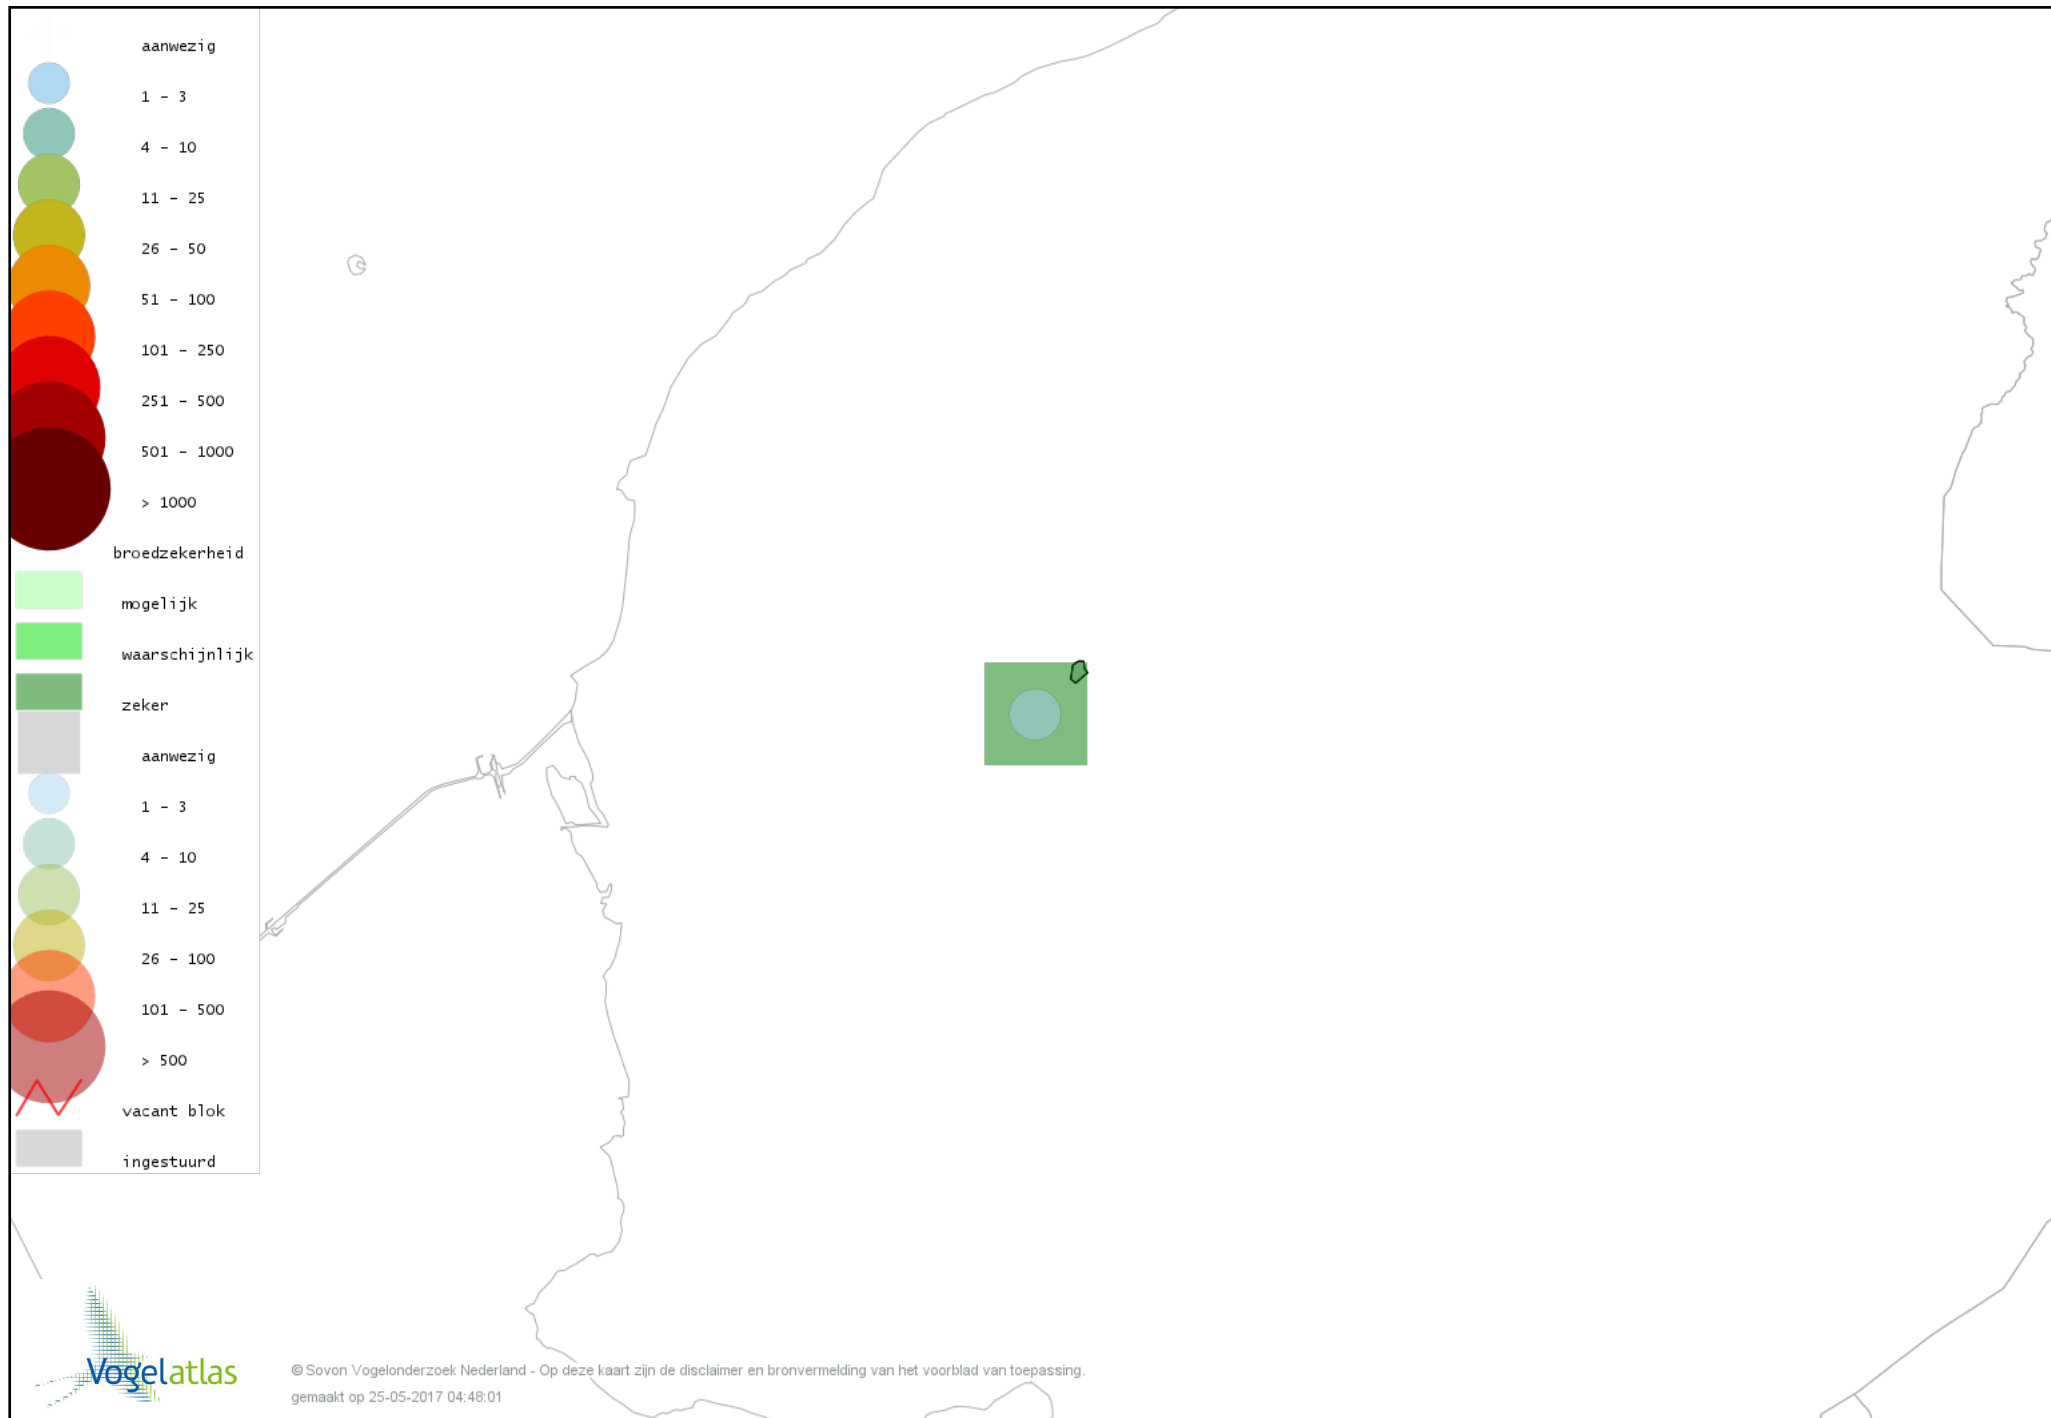 aanwezig
1 - 3
4 - 10
11 - 25
26 - 50
51 - 100
101 - 250
251 - 500
501 - 1000
> 1000
broedzekerheid
mogelijk
waarschijnlijk
zeker
aanwezig
1 - 3
4 - 10
11 - 25
26 - 100
101 - 500
> 500
vacant blok
ingestuurd
Vogelatlas
© Sovon Vogelonderzoek Nederland - Op deze kaart zijn de disclaimer en bronvermelding van het voorblad van toepassing.
gemaakt op 25-05-2017 04:48:01